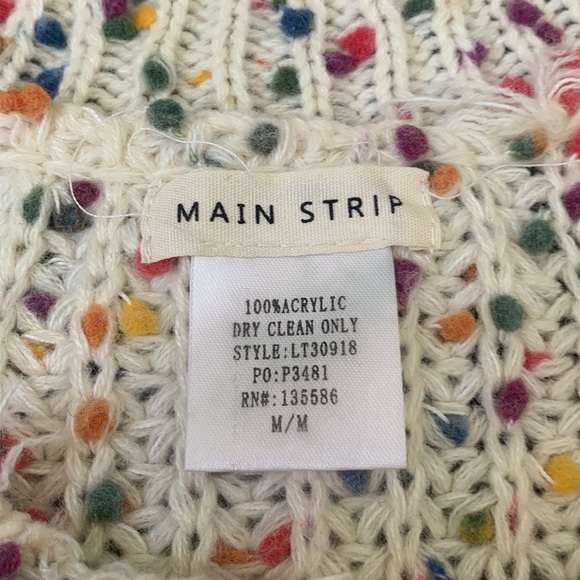 MAIN STRIP
100%ACRYLIC
DRY CLEAN ONLY
STYLE:LT30918
PO:P3481
RN#:135586
M/M